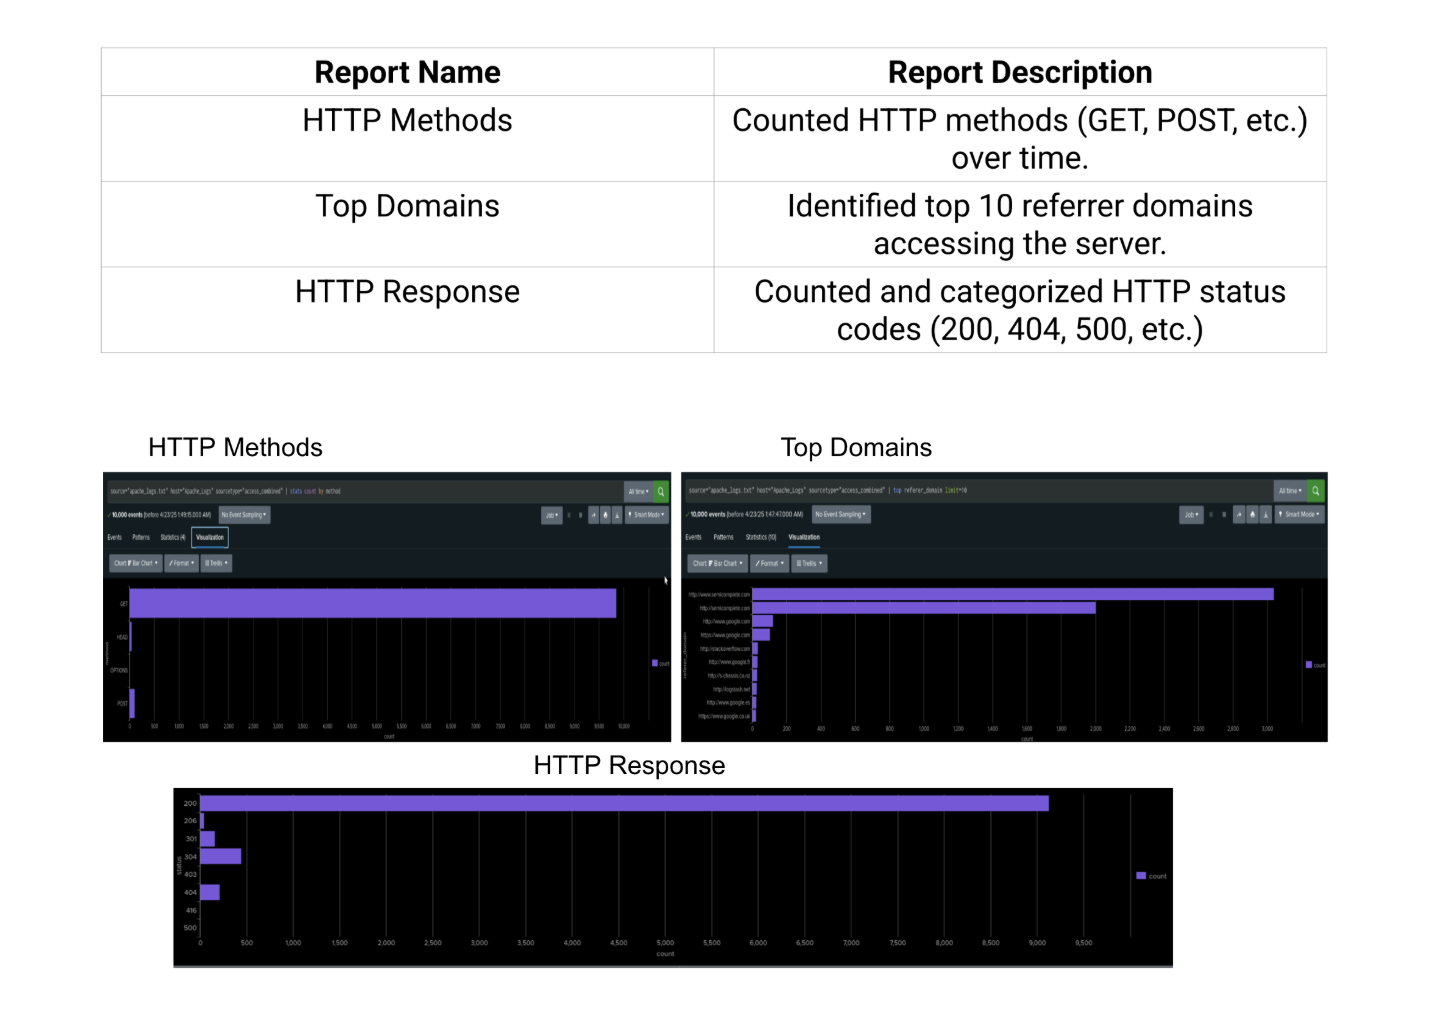 Report Name
Report Description
HTTP Methods
Counted HTTP methods (GET, POST, etc.)
over time.
Top Domains
Identified top 10 referrer domains
accessing the server.
HTTP Response
Counted and categorized HTTP status
codes (200, 404, 500, etc.)
HTTP Methods
source="apache_logs.txt" host="Apache_Logs" sourcetype="access_combined" | stats count by method
All time
10,000 events (before 4/23/25 1:49:15.000 AM)
No Event Sampling
Job
Smart Mode
Events Patterns Statistics (4) Visualization
Chart Bar Chart Format Trellis
GET
HEAD
OPTIONS
POST
count
0 500 1,000 1,500 2,000 2,500 3,000 3,500 4,000 4,500 5,000 5,500 6,000 6,500 7,000 7,500 8,000 8,500 9,000 9,500 10,000
count
Top Domains
source="apache_logs.txt" host="Apache_Logs" sourcetype="access_combined" | top referer_domain limit=10
All time
10,000 events (before 4/23/25 1:47:47.000 AM)
No Event Sampling
Job
Smart Mode
Events Patterns Statistics (10) Visualization
Chart Bar Chart Format Trellis
http://www.semicomplete.com
http://semicomplete.com
http://www.google.com
https://www.google.com
http://stackoverflow.com
http://www.google.fr
http://s-chassis.co.nz
http://logstash.net
http://www.google.es
https://www.google.co.uk
count
0 200 400 600 800 1,000 1,200 1,400 1,600 1,800 2,000 2,200 2,400 2,600 2,800 3,000
count
HTTP Response
200
206
301
304
403
404
416
500
status
count
0 500 1,000 1,500 2,000 2,500 3,000 3,500 4,000 4,500 5,000 5,500 6,000 6,500 7,000 7,500 8,000 8,500 9,000 9,500
count